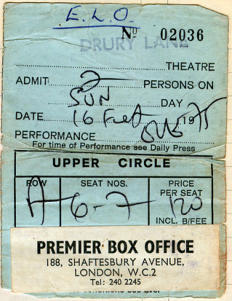 E.L.O.
Nº 02036
DRURY LANE
THEATRE
ADMIT 2 PERSONS ON
SUN DAY
DATE 16 Feb 1975
PERFORMANCE
For time of Performance see Daily Press
UPPER CIRCLE
ROW SEAT NOS. PRICE PER SEAT
A 6-7 120
INCL. B/FEE
PREMIER BOX OFFICE
188, SHAFTESBURY AVENUE,
LONDON, W.C.2
Tel: 240 2245